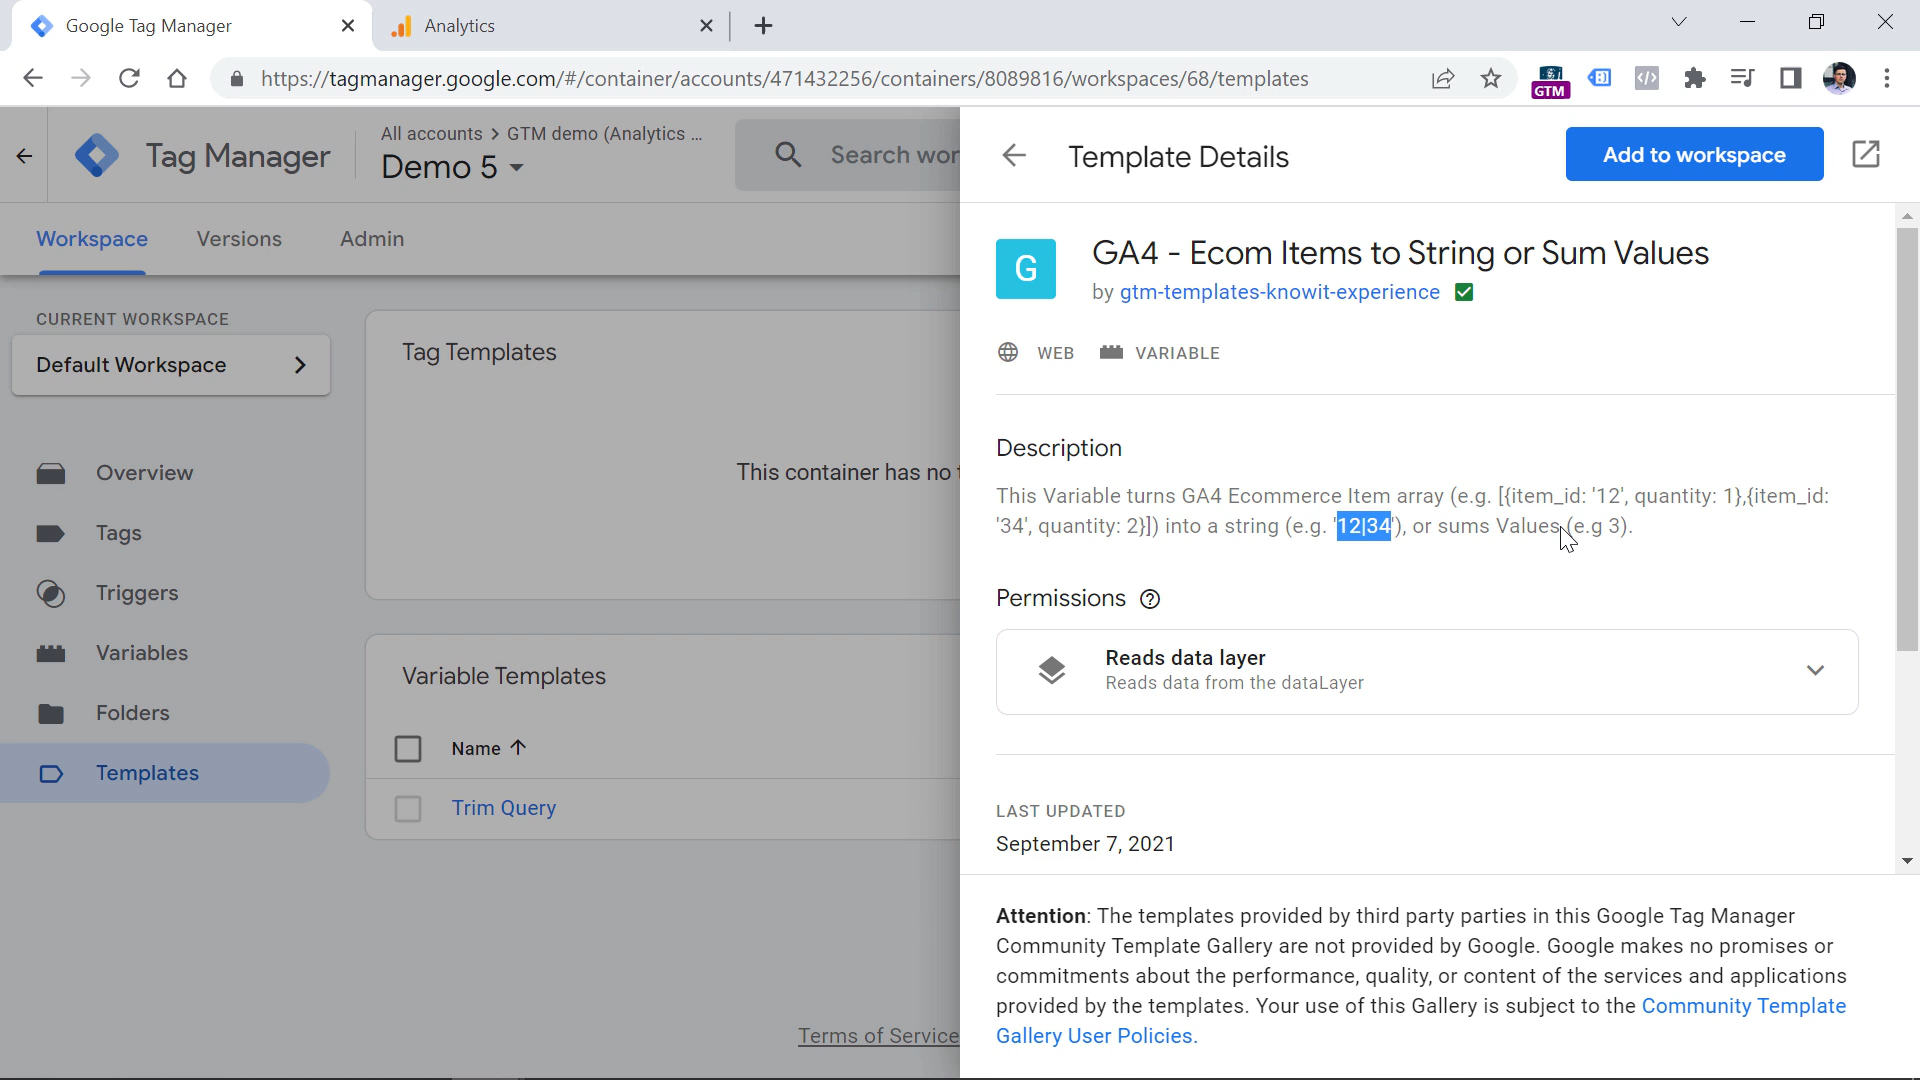 Google Tag Manager
Analytics
https://tagmanager.google.com/#/container/accounts/471432256/containers/8089816/workspaces/68/templates
GTM
Tag Manager
All accounts > GTM demo (Analytics ...
Demo 5
Search wor
Workspace
Versions
Admin
CURRENT WORKSPACE
Default Workspace
Overview
Tags
Triggers
Variables
Folders
Templates
Tag Templates
This container has no
Variable Templates
Name
Trim Query
Terms of Service
Template Details
Add to workspace
G
GA4 - Ecom Items to String or Sum Values
by gtm-templates-knowit-experience
WEB
VARIABLE
Description
This Variable turns GA4 Ecommerce Item array (e.g. [{item_id: '12', quantity: 1},{item_id:
'34', quantity: 2}]) into a string (e.g. '12|34'), or sums Values (e.g 3).
Permissions
Reads data layer
Reads data from the dataLayer
LAST UPDATED
September 7, 2021
Attention: The templates provided by third party parties in this Google Tag Manager
Community Template Gallery are not provided by Google. Google makes no promises or
commitments about the performance, quality, or content of the services and applications
provided by the templates. Your use of this Gallery is subject to the Community Template
Gallery User Policies.